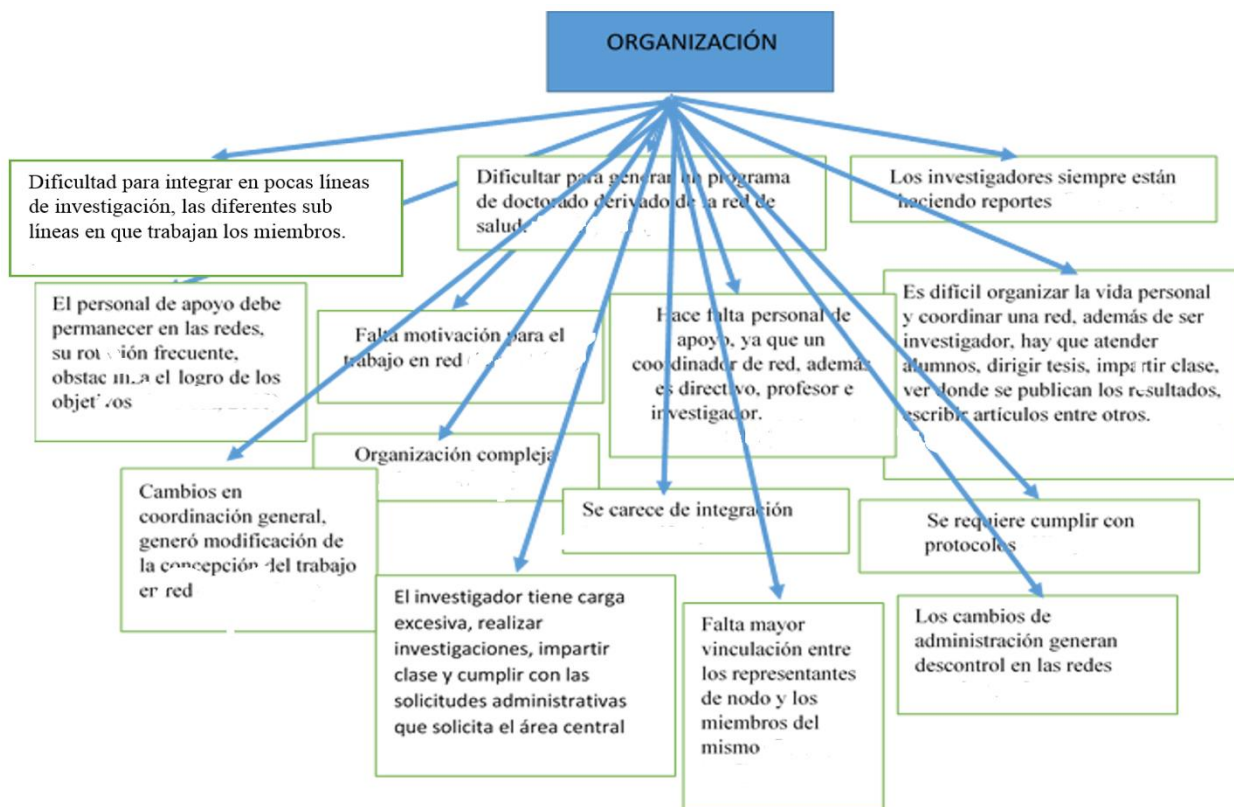 ORGANIZACIÓN
Dificultad para integrar en pocas líneas
de investigación, las diferentes sub
líneas en que trabajan los miembros.
Dificultar para generar un programa
de doctorado derivado de la red de
salud.
Los investigadores siempre están
haciendo reportes
El personal de apoyo debe
permanecer en las redes,
su frecuente,
el logro de los
objetivos
Falta motivación para el
trabajo en red
Hace falta personal de
apoyo, ya que un
coordinador de red, además
es directivo, profesor e
investigador.
Es difícil organizar la vida personal
y coordinar una red, además de ser
investigador, hay que atender
alumnos, dirigir tesis, impartir clase,
ver donde se publican los resultados,
escribir artículos entre otros.
Organización compleja
Cambios en
coordinación general,
generó modificación de
la concepción del trabajo
en red
Se carece de integración
Se requiere cumplir con
protocolos
El investigador tiene carga
excesiva, realizar
investigaciones, impartir
clase y cumplir con las
solicitudes administrativas
que solicita el área central
Falta mayor
vinculación entre
los representantes
de nodo y los
miembros del
mismo
Los cambios de
administración generan
descontrol en las redes